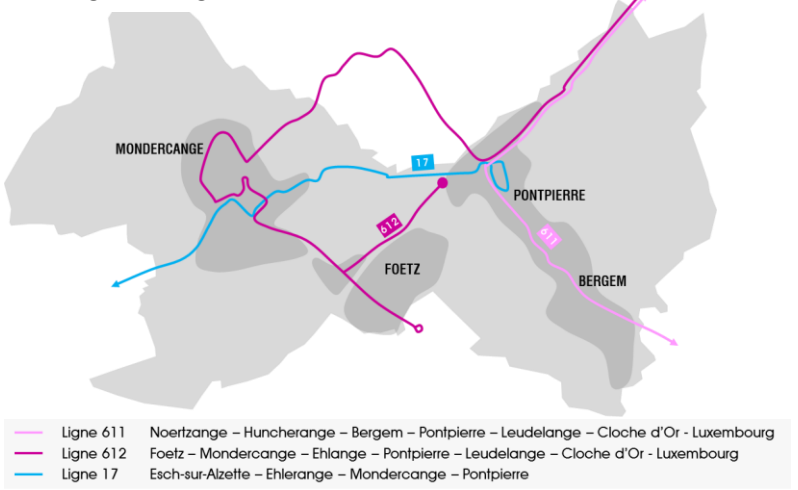 MONDERCANGE
17
PONTPIERRE
612
611
FOETZ
BERGEM
Ligne 611 Noertzange – Huncherange – Bergem – Pontpierre – Leudelange – Cloche d'Or - Luxembourg
Ligne 612 Foetz – Mondercange – Ehlange – Pontpierre – Leudelange – Cloche d'Or - Luxembourg
Ligne 17 Esch-sur-Alzette – Ehlerange – Mondercange – Pontpierre